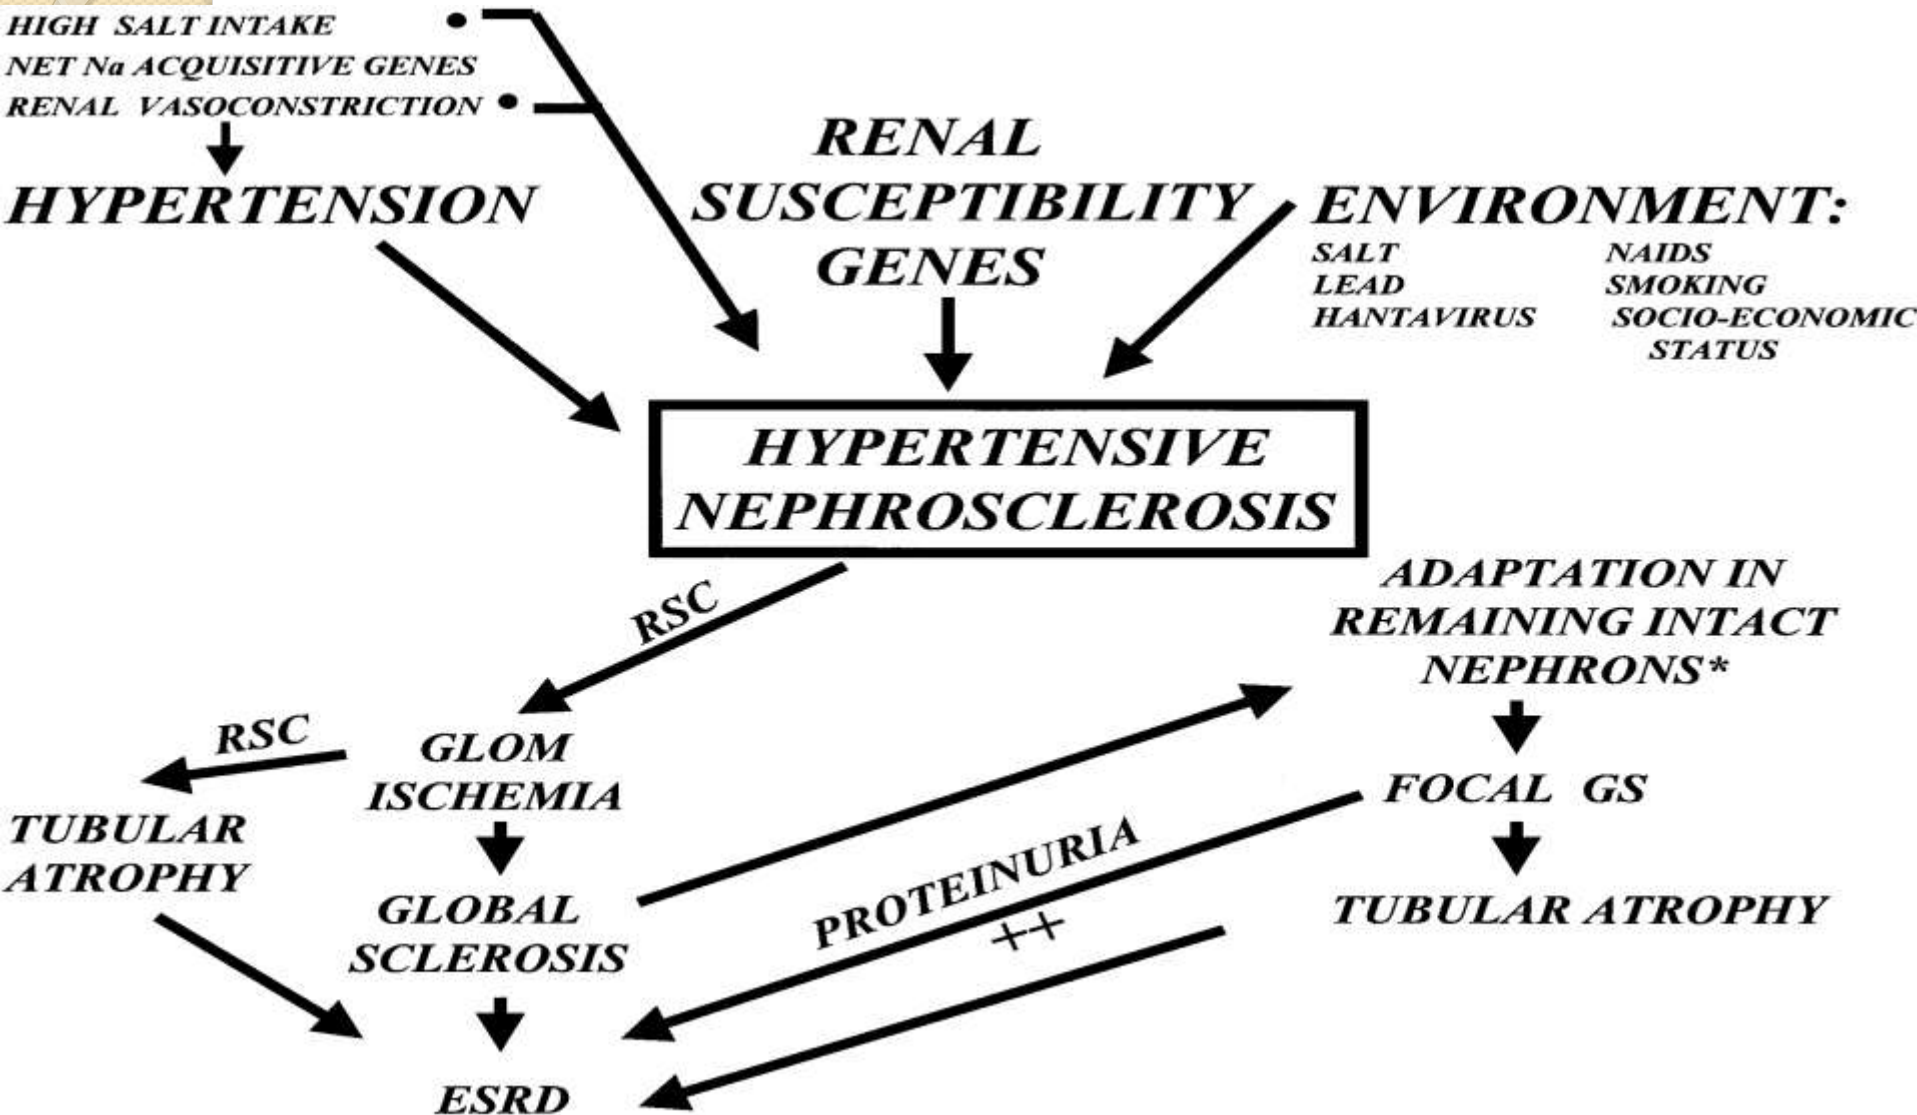 HIGH SALT INTAKE
NET Na ACQUISITIVE GENES
RENAL VASOCONSTRICTION
HYPERTENSION
RENAL
SUSCEPTIBILITY
GENES
ENVIRONMENT:
SALT NAIDS
LEAD SMOKING
HANTAVIRUS SOCIO-ECONOMIC
STATUS
HYPERTENSIVE
NEPHROSCLEROSIS
RSC
GLOM
ISCHEMIA
RSC
TUBULAR
ATROPHY
GLOBAL
SCLEROSIS
ESRD
ADAPTATION IN
REMAINING INTACT
NEPHRONS*
FOCAL GS
TUBULAR ATROPHY
PROTEINURIA
++